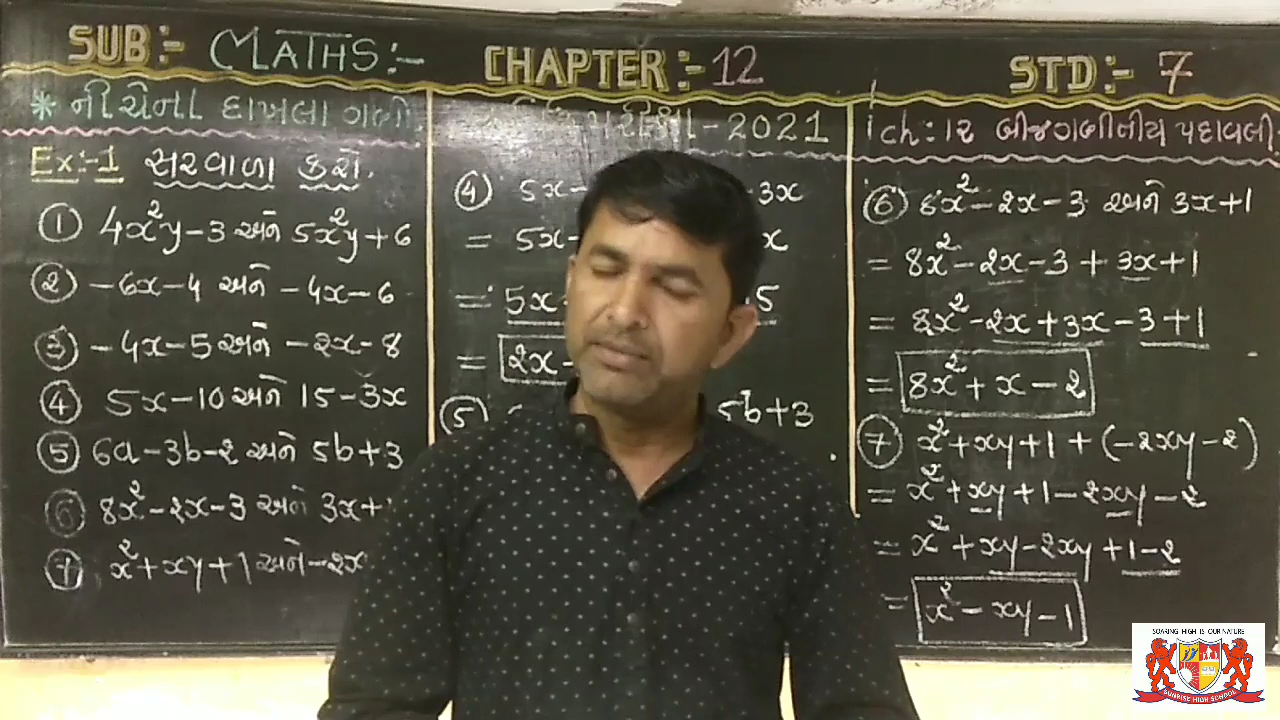 SUB:- MATHS:- CHAPTER:- 12 STD:- 7
* નીચેના દાખલા ગણો.
Ex:-1 સરવાળા કરો.
① 4x²y-3 અને 5x²y+6
② -6x-4 અને -4x-6
③ -4x-5 અને -2x-8
④ 5x-10 અને 15-3x
⑤ 6a-3b-2 અને 5b+3
⑥ 8x²-2x-3 અને 3x+
⑦ x²+xy+1 અને -2x
-2021
④ 5x- 3x
= 5x- x
= 5x- 5
= 2x-
⑤ 5b+3
ch:12 બીજગણિતીય પદાવલી
⑥ 8x²-2x-3 અને 3x+1
= 8x²-2x-3+3x+1
= 8x²-2x+3x-3+1
= 8x²+x-2
⑦ x²+xy+1+(-2xy-2)
= x²+xy+1-2xy-2
= x²+xy-2xy+1-2
= x²-xy-1
SOARING HIGH IS OUR NATURE
SUNRISE HIGH SCHOOL